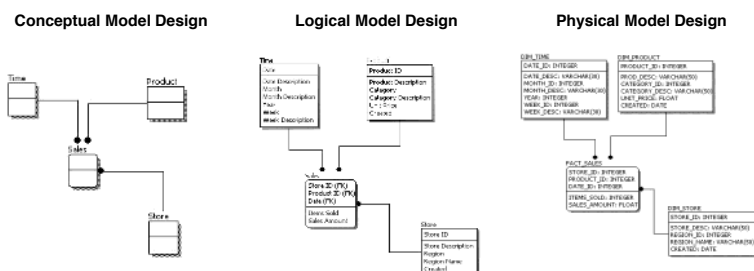 Conceptual Model Design
Logical Model Design
Physical Model Design
Time
Product
Sales
Store
Time
Date
Date Description
Month
Month Description
Year
Week
Week Description
Product
Product ID
Product Description
Category
Category Description
Unit Price
Created
Sales
Store ID (FK)
Product ID (FK)
Date (FK)
Items Sold
Sales Amount
Store
Store ID
Store Description
Region
Region Name
Created
DIM_TIME
DATE_ID: INTEGER
DATE_DESC: VARCHAR(30)
MONTH_ID: INTEGER
MONTH_DESC: VARCHAR(30)
YEAR: INTEGER
WEEK_ID: INTEGER
WEEK_DESC: VARCHAR(30)
DIM_PRODUCT
PRODUCT_ID: INTEGER
PROD_DESC: VARCHAR(50)
CATEGORY_ID: INTEGER
CATEGORY_DESC: VARCHAR(50)
UNIT_PRICE: FLOAT
CREATED: DATE
FACT_SALES
STORE_ID: INTEGER
PRODUCT_ID: INTEGER
DATE_ID: INTEGER
ITEMS_SOLD: INTEGER
SALES_AMOUNT: FLOAT
DIM_STORE
STORE_ID: INTEGER
STORE_DESC: VARCHAR(50)
REGION_ID: INTEGER
REGION_NAME: VARCHAR(50)
CREATED: DATE